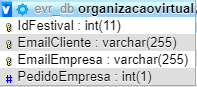 evr_db organizacaovirtual
IdFestival : int(11)
EmailCliente : varchar(255)
EmailEmpresa : varchar(255)
# PedidoEmpresa : int(1)